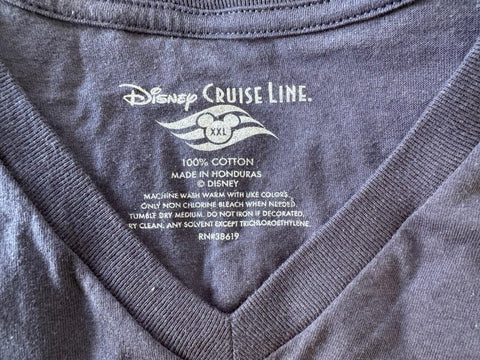 Disney CRUISE LINE.
XXL
100% COTTON
MADE IN HONDURAS
© DISNEY
MACHINE WASH WARM WITH LIKE COLORS.
ONLY NON CHLORINE BLEACH WHEN NEEDED.
TUMBLE DRY MEDIUM. DO NOT IRON IF DECORATED.
RY CLEAN, ANY SOLVENT EXCEPT TRICHLOROETHYLENE.
RN#38619